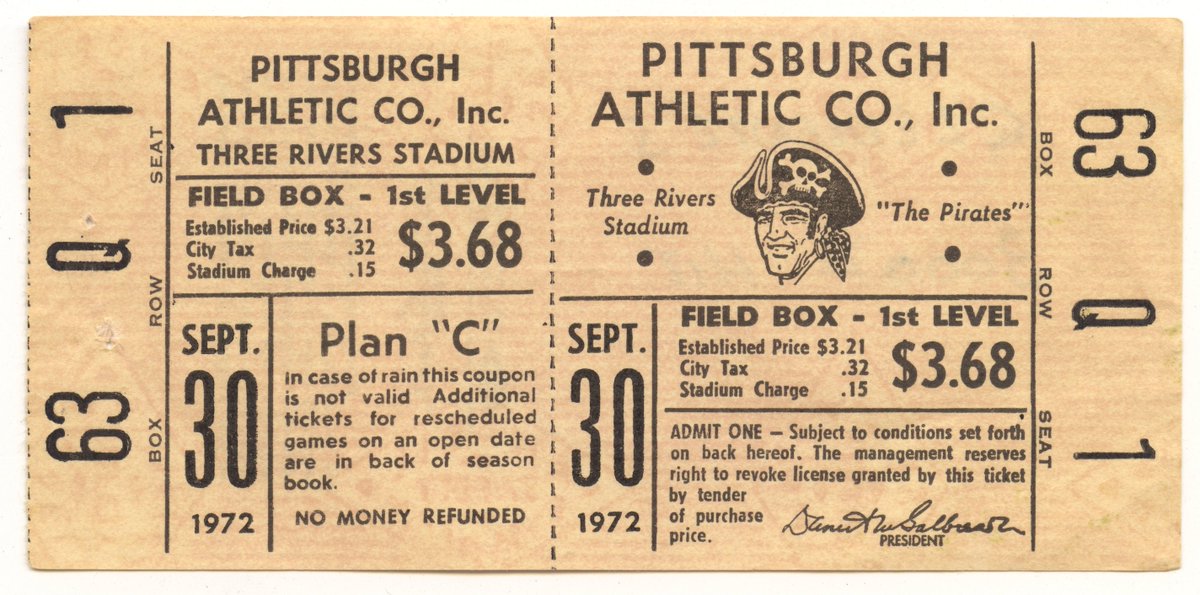 1
SEAT
Q
ROW
63
BOX
PITTSBURGH
ATHLETIC CO., Inc.
THREE RIVERS STADIUM
FIELD BOX - 1st LEVEL
Established Price $3.21
City Tax .32
Stadium Charge .15
$3.68
SEPT.
30
1972
Plan "C"
In case of rain this coupon
is not valid Additional
tickets for rescheduled
games on an open date
are in back of season
book.
NO MONEY REFUNDED
PITTSBURGH
ATHLETIC CO., Inc.
Three Rivers
Stadium
"The Pirates"
SEPT.
30
1972
FIELD BOX - 1st LEVEL
Established Price $3.21
City Tax .32
Stadium Charge .15
$3.68
ADMIT ONE — Subject to conditions set forth
on back hereof. The management reserves
right to revoke license granted by this ticket
by tender
of purchase
price.
PRESIDENT
BOX
63
ROW
Q
SEAT
1